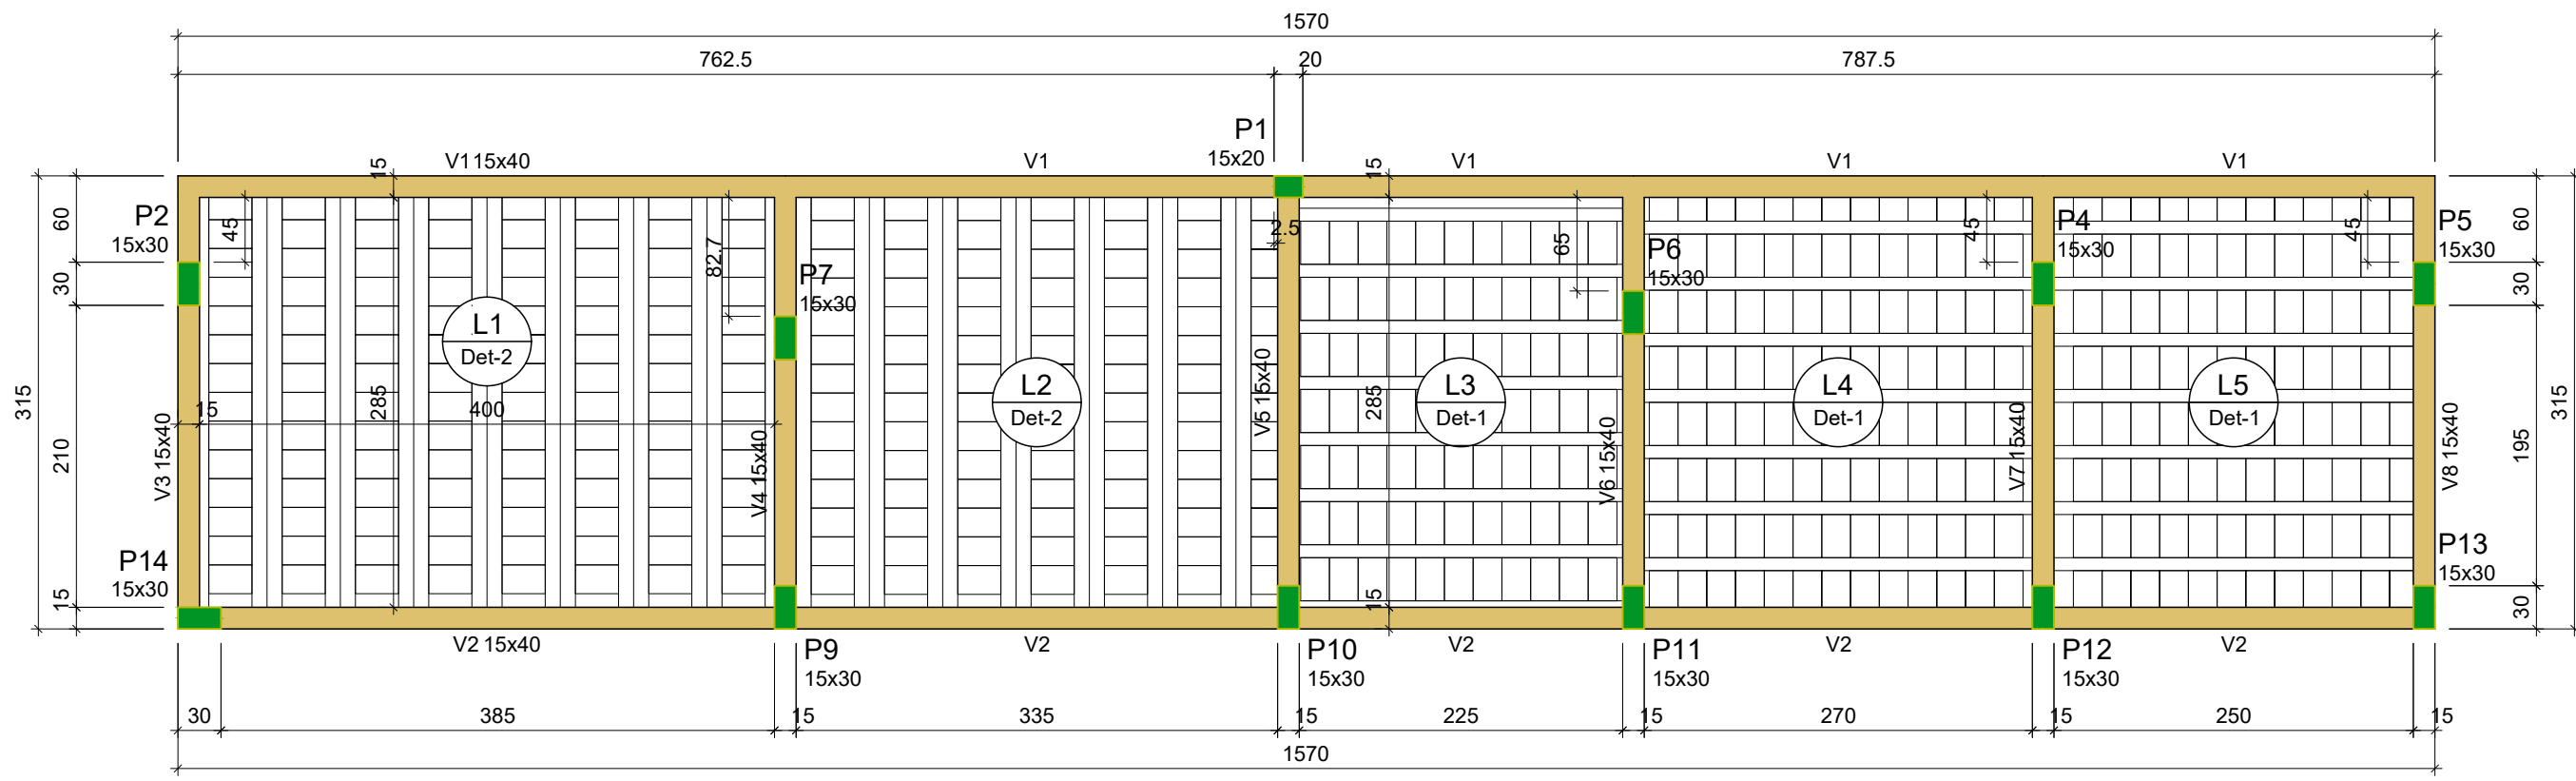 1570
762.5
20
787.5
P1
15x20
V1 15x40
V1
V1
V1
V1
15
15
P2
15x30
60
30
210
15
315
45
82.7
P7
15x30
2.5
65
P6
15x30
45
P4
15x30
45
P5
15x30
60
30
195
30
315
L1
Det-2
L2
Det-2
L3
Det-1
L4
Det-1
L5
Det-1
15
285
400
285
V3 15x40
V4 15x40
V5 15x40
V6 15x40
V7 15x40
V8 15x40
P14
15x30
P13
15x30
15
V2 15x40
V2
V2
V2
V2
P9
15x30
P10
15x30
P11
15x30
P12
15x30
30
385
15
335
15
225
15
270
15
250
15
1570